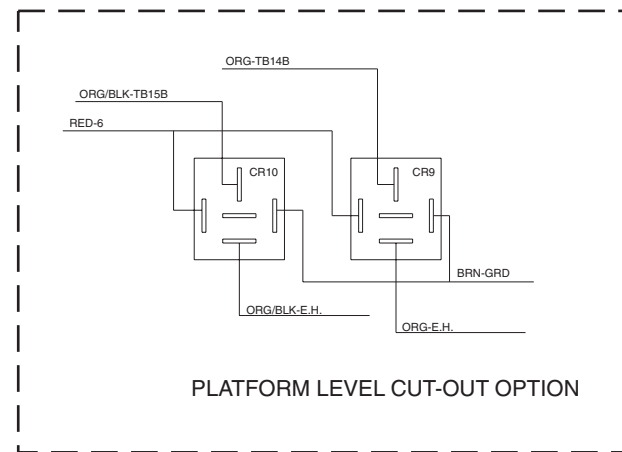 ORG-TB14B
ORG/BLK-TB15B
RED-6
CR10
CR9
BRN-GRD
ORG/BLK-E.H.
ORG-E.H.
PLATFORM LEVEL CUT-OUT OPTION